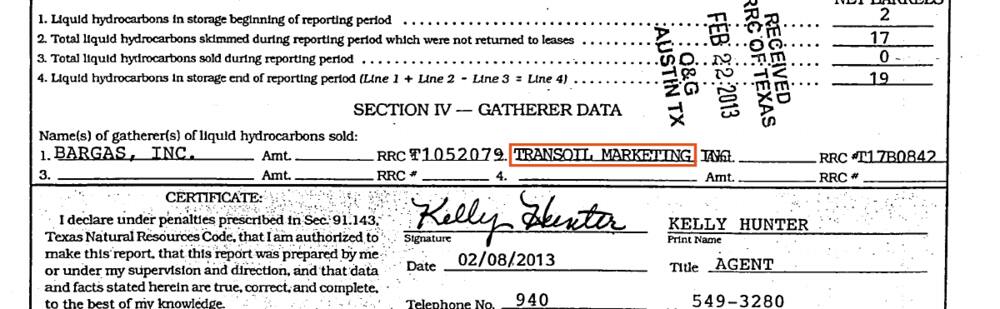 1. Liquid hydrocarbons in storage beginning of reporting period 2
2. Total liquid hydrocarbons skimmed during reporting period which were not returned to leases 17
3. Total liquid hydrocarbons sold during reporting period 0
4. Liquid hydrocarbons in storage end of reporting period (Line 1 + Line 2 - Line 3 = Line 4) 19
RECEIVED
RRC OF TEXAS
FEB 22 2013
O&G
AUSTIN TX
SECTION IV — GATHERER DATA
Name(s) of gatherer(s) of liquid hydrocarbons sold:
1. BARGAS, INC. Amt. RRC T1052079 TRANSOIL MARKETING RRC # T17B0842
3. Amt. RRC # 4. Amt. RRC #
CERTIFICATE:
I declare under penalties prescribed in Sec. 91.143,
Texas Natural Resources Code, that I am authorized to
make this report, that this report was prepared by me
or under my supervision and direction, and that data
and facts stated herein are true, correct, and complete,
to the best of my knowledge.
Kelly Hunter
Signature
KELLY HUNTER
Print Name
Date 02/08/2013
Title AGENT
Telephone No. 940 549-3280